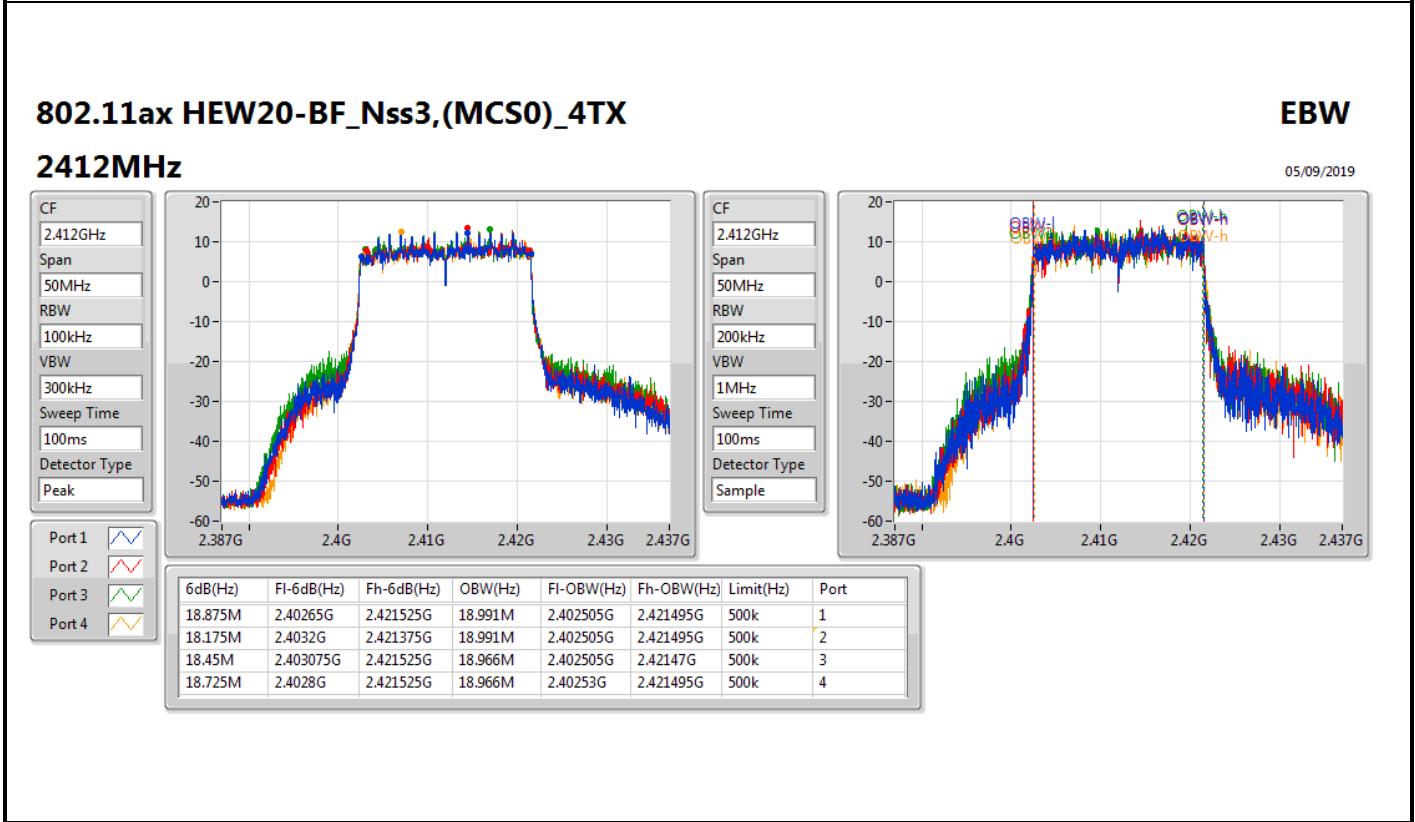 802.11ax HEW20-BF_Nss3,(MCS0)_4TX EBW
2412MHz 05/09/2019
CF
2.412GHz
Span
50MHz
RBW
100kHz
VBW
300kHz
Sweep Time
100ms
Detector Type
Peak
Port 1
Port 2
Port 3
Port 4
20
10
0
-10
-20
-30
-40
-50
-60
2.387G 2.4G 2.41G 2.42G 2.43G 2.437G
CF
2.412GHz
Span
50MHz
RBW
200kHz
VBW
1MHz
Sweep Time
100ms
Detector Type
Sample
20
10
0
-10
-20
-30
-40
-50
-60
OBW-l OBW-h
OBW-h
2.387G 2.4G 2.41G 2.42G 2.43G 2.437G
6dB(Hz) Fl-6dB(Hz) Fh-6dB(Hz) OBW(Hz) Fl-OBW(Hz) Fh-OBW(Hz) Limit(Hz) Port
18.875M 2.40265G 2.421525G 18.991M 2.402505G 2.421495G 500k 1
18.175M 2.4032G 2.421375G 18.991M 2.402505G 2.421495G 500k 2
18.45M 2.403075G 2.421525G 18.966M 2.402505G 2.42147G 500k 3
18.725M 2.4028G 2.421525G 18.966M 2.40253G 2.421495G 500k 4